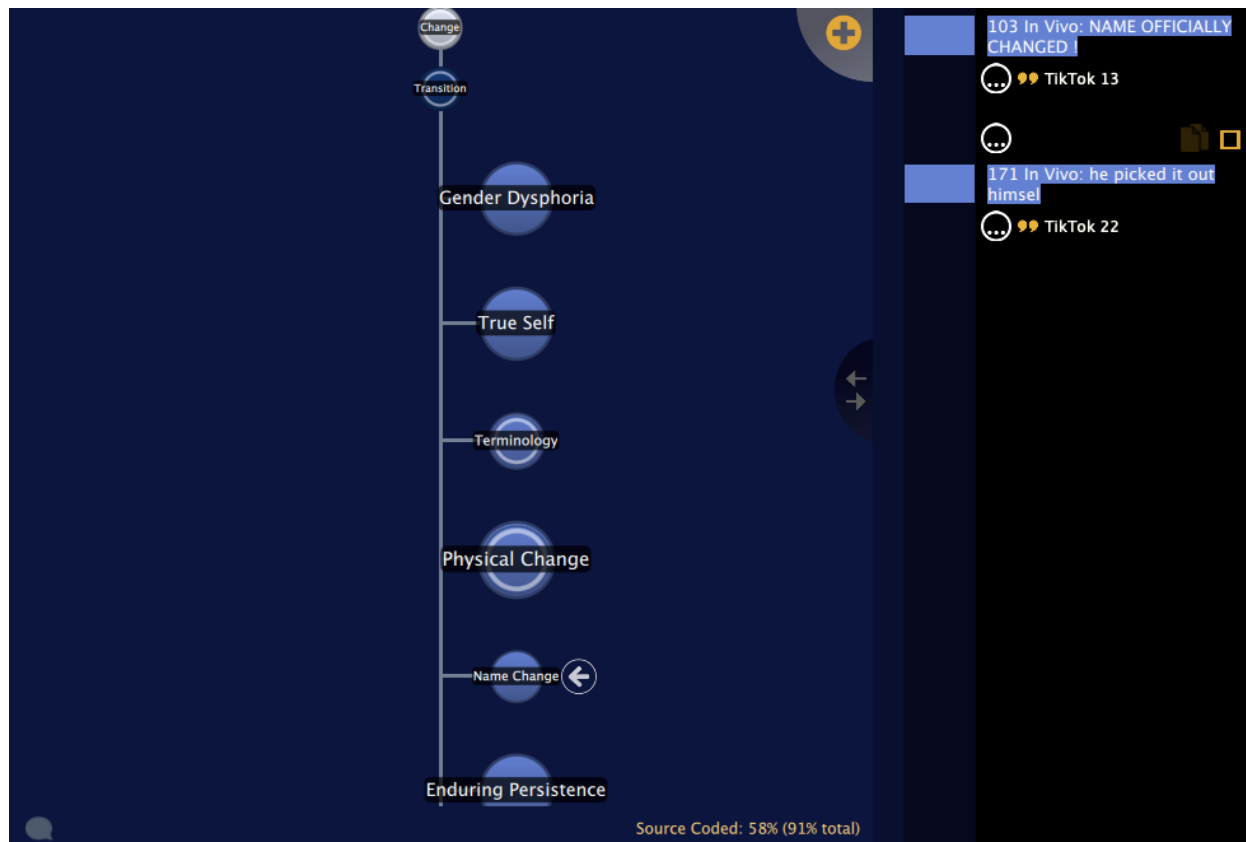 Change
Transition
Gender Dysphoria
True Self
Terminology
Physical Change
Name Change
Enduring Persistence
Source Coded: 58% (91% total)
103 In Vivo: NAME OFFICIALLY
CHANGED !
TikTok 13
171 In Vivo: he picked it out
himsel
TikTok 22